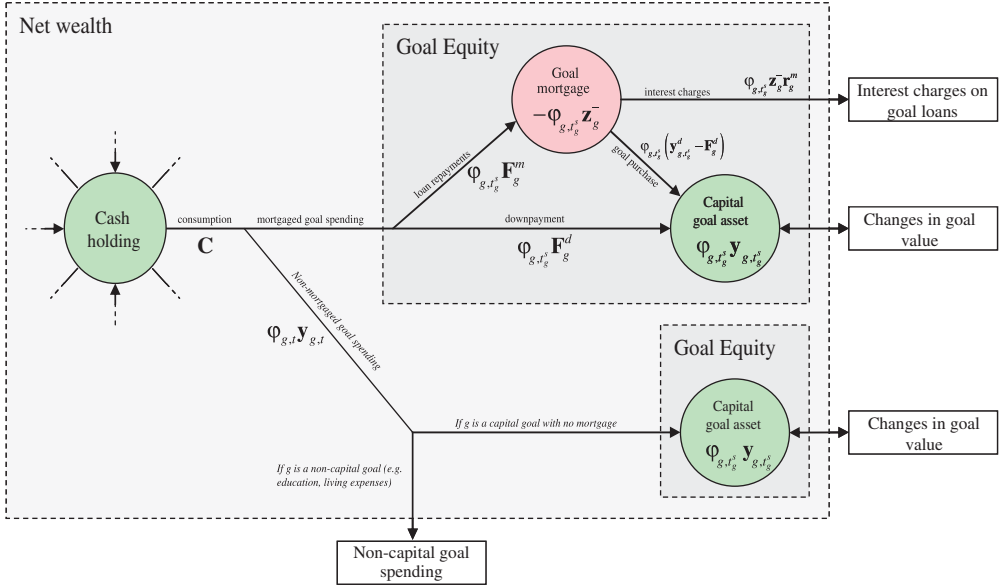 Net wealth
Goal Equity
Goal
mortgage
−φ_{g,t_g^s} z_g^-
interest charges
φ_{g,t_g^s} z_g^- r_g^m
Interest charges on
goal loans
loan repayments
φ_{g,t_g^s} F_g^m
goal purchase
φ_{g,t_g^s} (y_{g,t_g^s}^d − F_g^d)
Cash
holding
consumption
C
mortgaged goal spending
downpayment
φ_{g,t_g^s} F_g^d
Capital
goal asset
φ_{g,t_g^s} y_{g,t_g^s}
Changes in goal
value
Non-mortgaged goal spending
φ_{g,t} y_{g,t}
Goal Equity
If g is a capital goal with no mortgage
Capital
goal asset
φ_{g,t_g^s} y_{g,t_g^s}
Changes in goal
value
If g is a non-capital goal (e.g.
education, living expenses)
Non-capital goal
spending